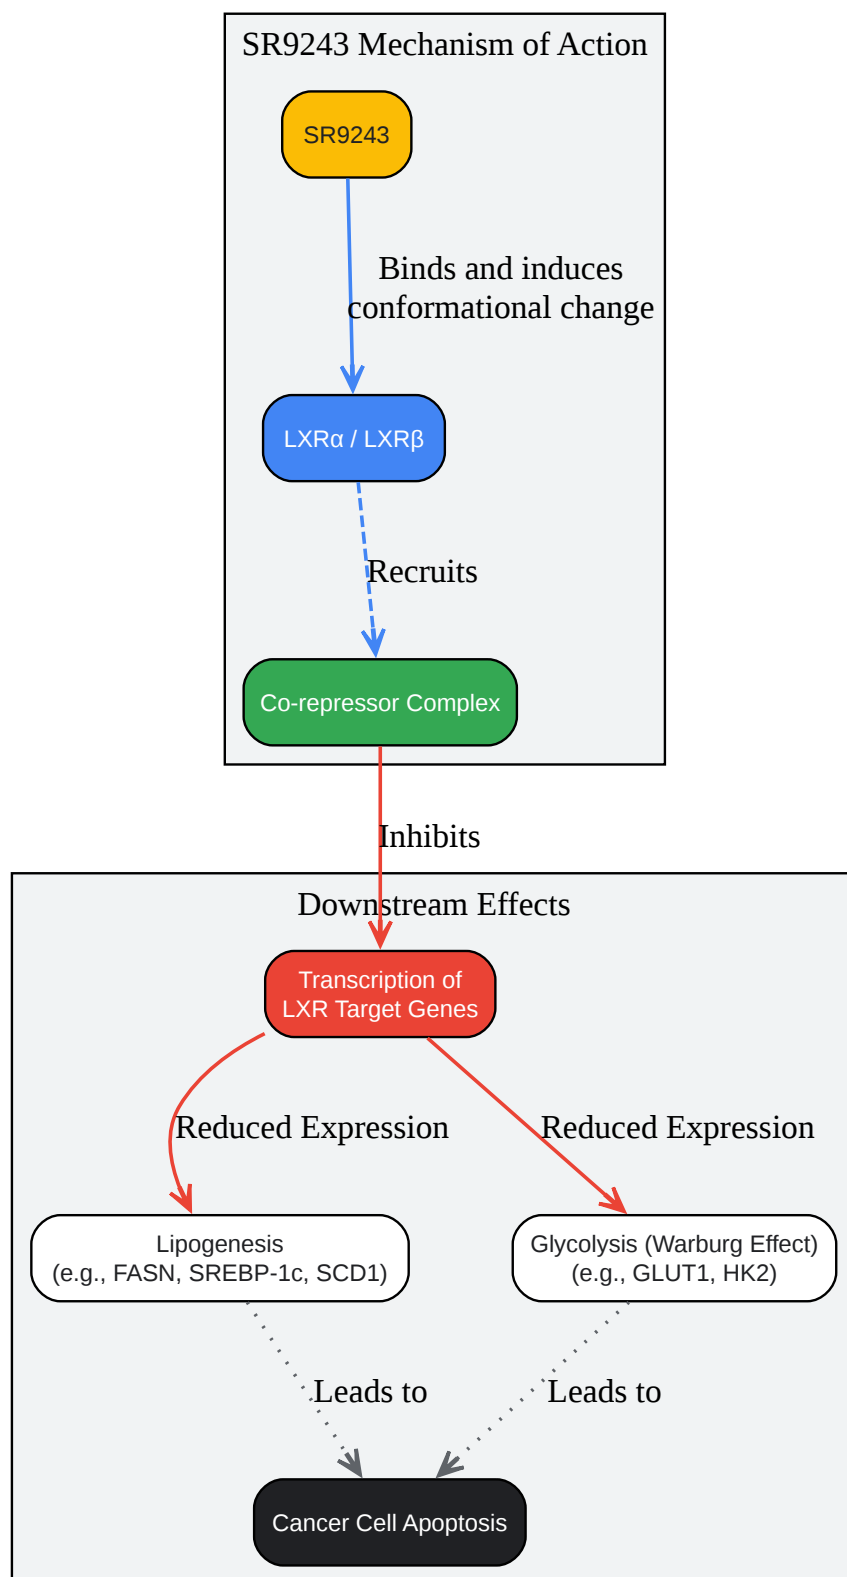 SR9243 Mechanism of Action
SR9243
Binds and induces
conformational change
LXRα / LXRβ
Recruits
Co-repressor Complex
Inhibits
Downstream Effects
Transcription of
LXR Target Genes
Reduced Expression
Reduced Expression
Lipogenesis
(e.g., FASN, SREBP-1c, SCD1)
Glycolysis (Warburg Effect)
(e.g., GLUT1, HK2)
Leads to
Leads to
Cancer Cell Apoptosis